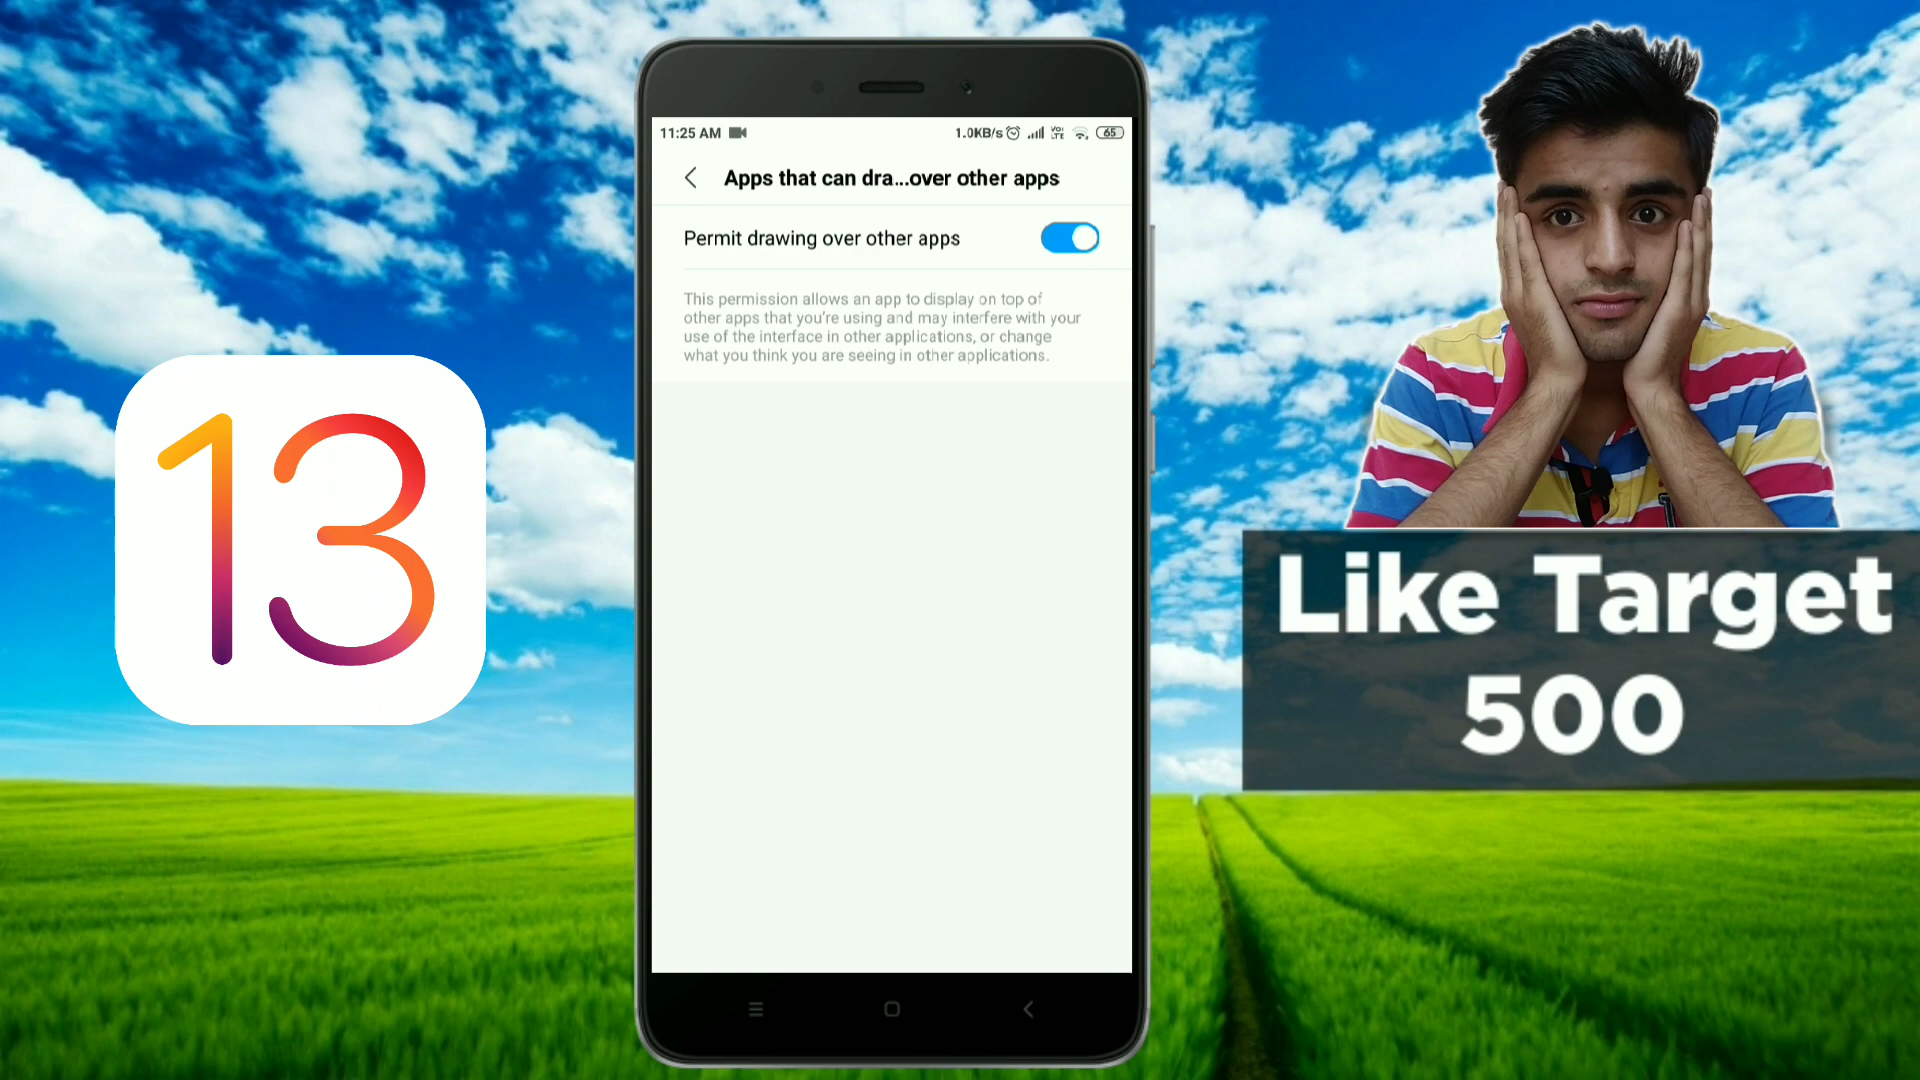 11:25 AM
1.0KB/s
Vo)
LTE
65
Apps that can dra...over other apps
Permit drawing over other apps
This permission allows an app to display on top of
other apps that you're using and may interfere with your
use of the interface in other applications, or change
what you think you are seeing in other applications.
13
Like Target
500